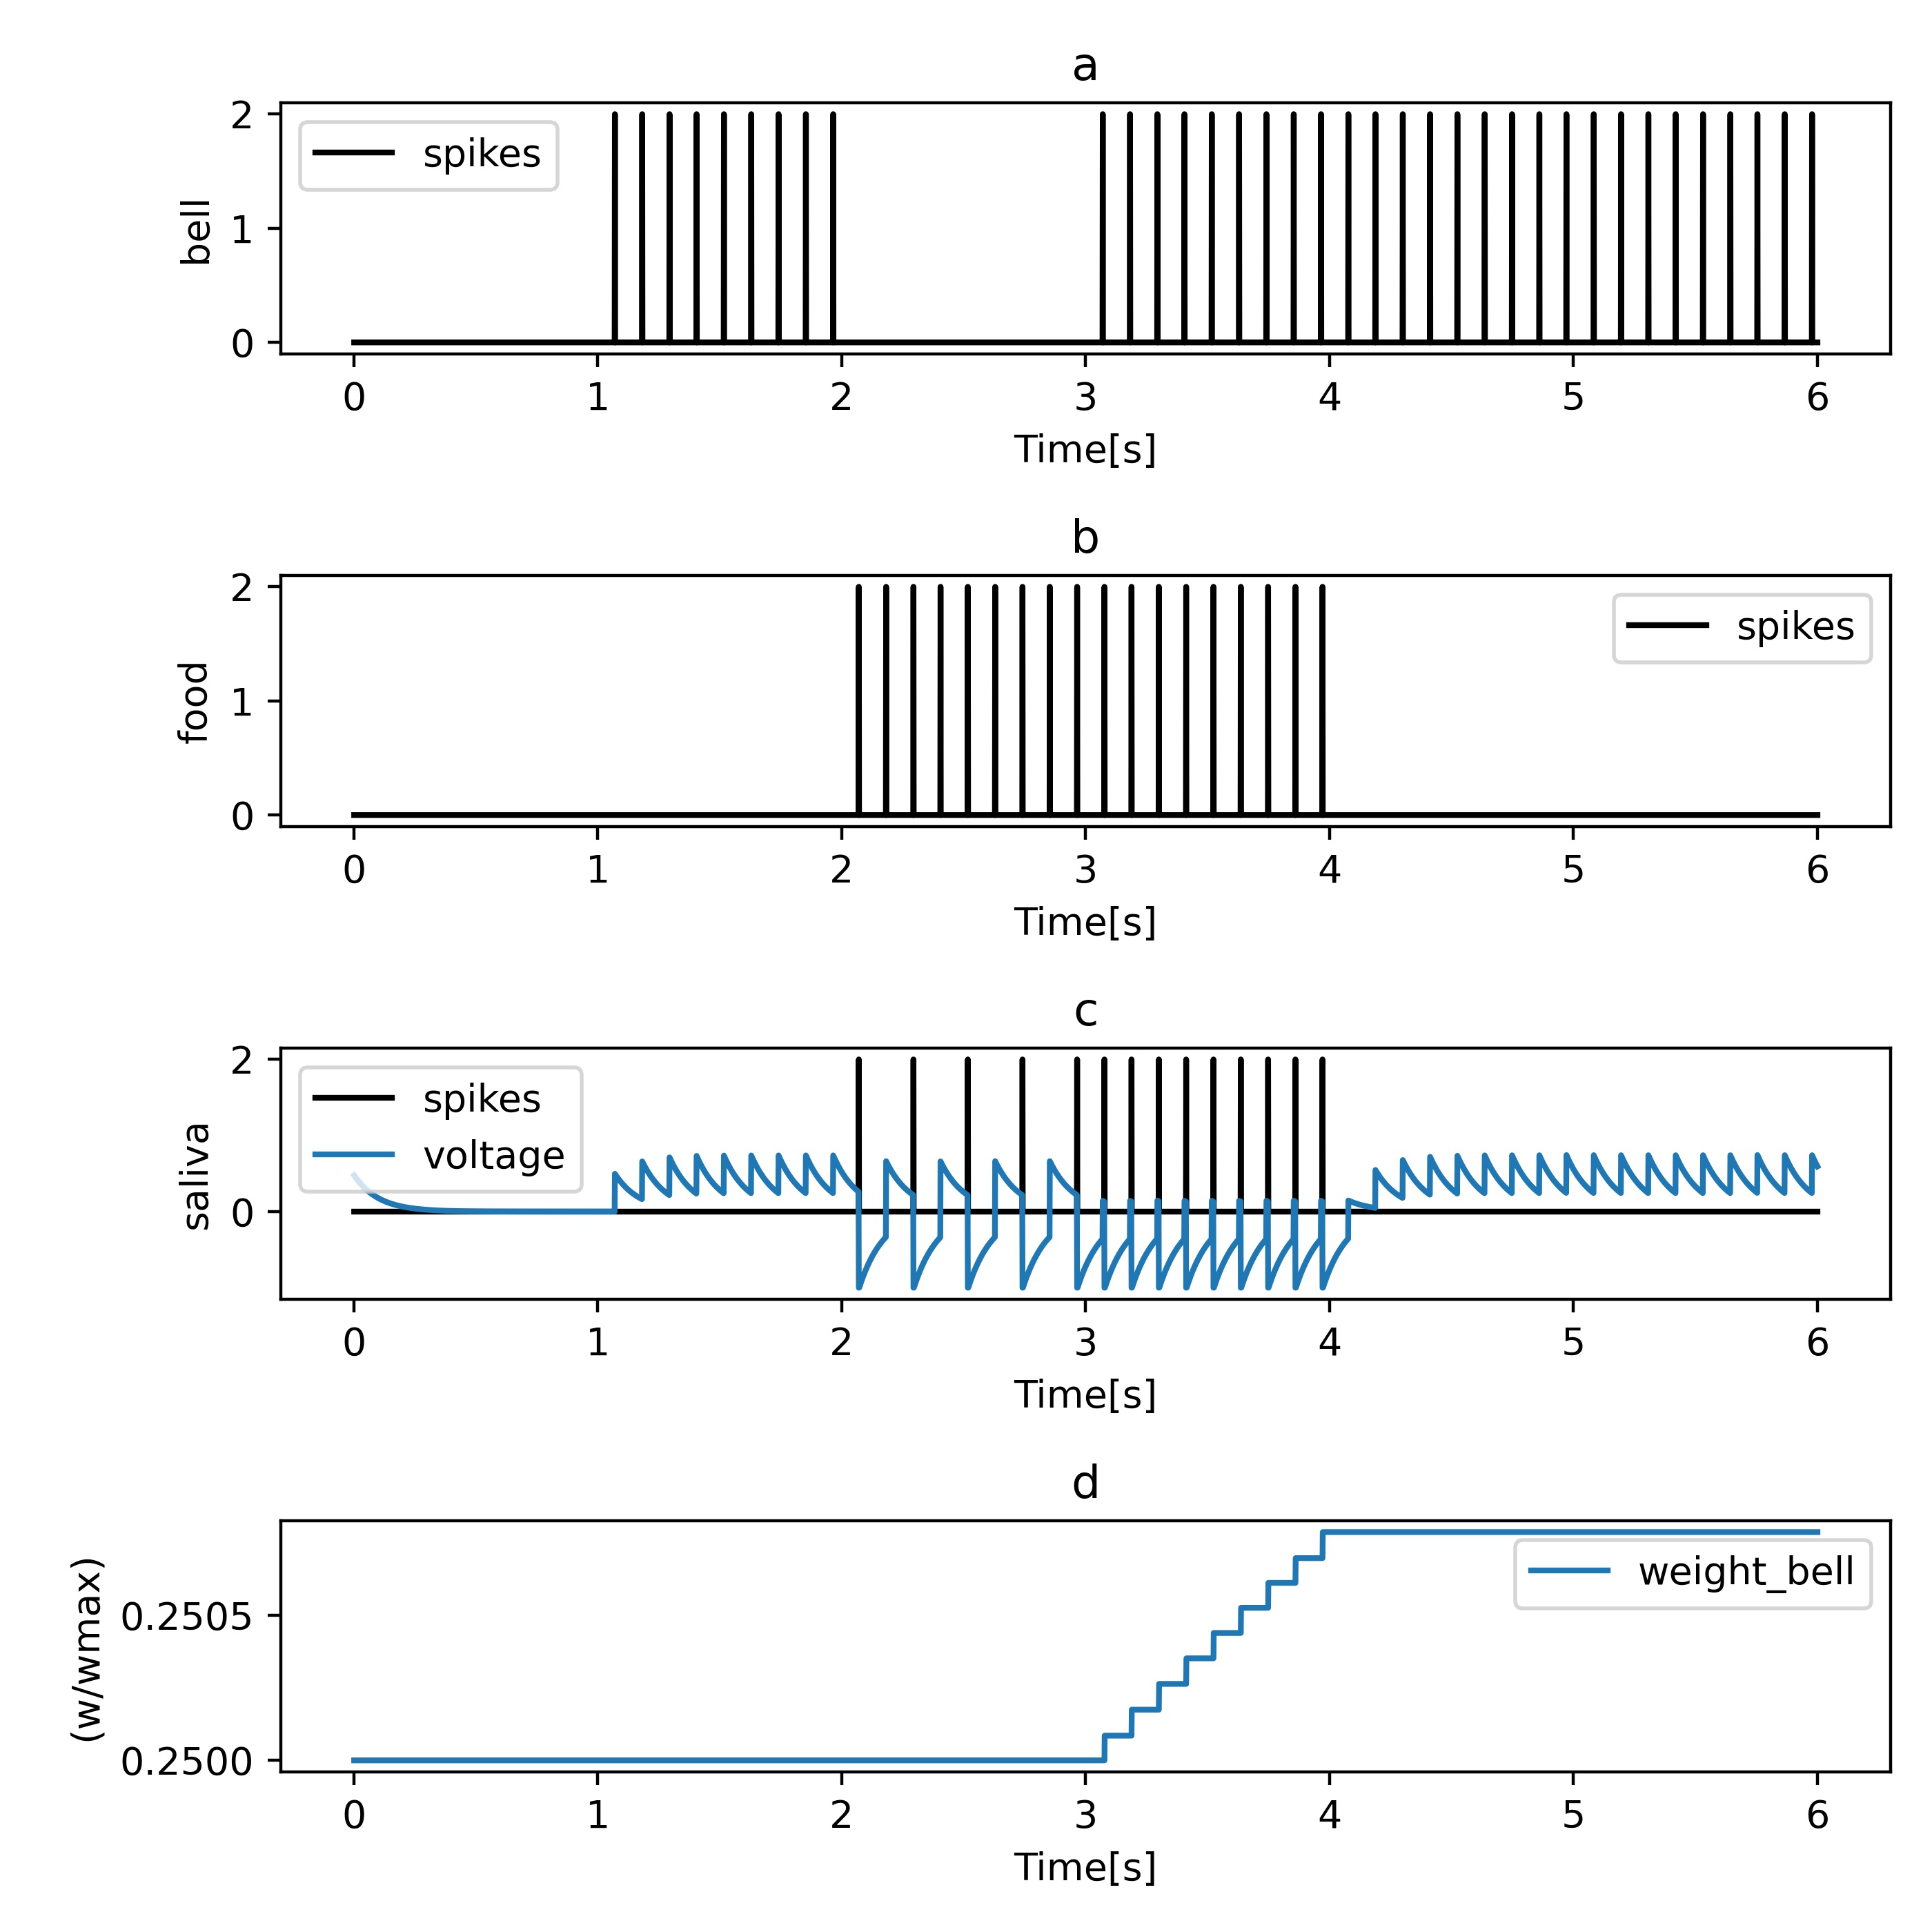 a
bell
2
1
0
spikes
0 1 2 3 4 5 6
Time[s]
b
food
2
1
0
spikes
0 1 2 3 4 5 6
Time[s]
c
saliva
2
0
spikes
voltage
0 1 2 3 4 5 6
Time[s]
d
(w/wmax)
0.2505
0.2500
weight_bell
0 1 2 3 4 5 6
Time[s]